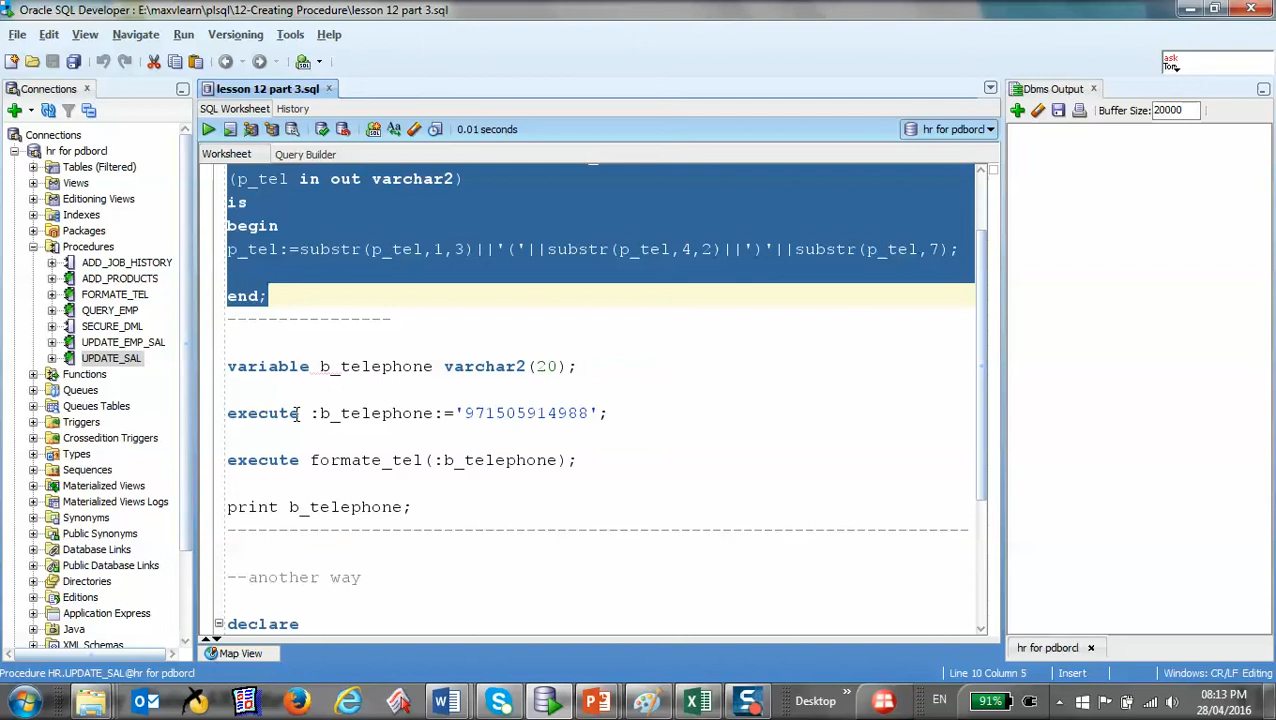 Oracle SQL Developer : E:\maxvlearn\plsql\12-Creating Procedure\lesson 12 part 3.sql
File Edit View Navigate Run Versioning Tools Help
ask
Tom
Connections
lesson 12 part 3.sql
Dbms Output
SQL Worksheet History
Buffer Size: 20000
0.01 seconds
hr for pdborcl
Worksheet Query Builder
Connections
hr for pdborcl
Tables (Filtered)
Views
Editioning Views
Indexes
Packages
Procedures
ADD_JOB_HISTORY
ADD_PRODUCTS
FORMATE_TEL
QUERY_EMP
SECURE_DML
UPDATE_EMP_SAL
UPDATE_SAL
Functions
Queues
Queues Tables
Triggers
Crossedition Triggers
Types
Sequences
Materialized Views
Materialized Views Logs
Synonyms
Public Synonyms
Database Links
Public Database Links
Directories
Editions
Application Express
Java
XML Schemas
(p_tel in out varchar2)
is
begin
p_tel:=substr(p_tel,1,3)||'('||substr(p_tel,4,2)||')'||substr(p_tel,7);
end;
----------------
variable b_telephone varchar2(20);
execute :b_telephone:='971505914988';
execute formate_tel(:b_telephone);
print b_telephone;
------------------------------------------------------------------------
--another way
declare
Map View
hr for pdborcl
Procedure HR.UPDATE_SAL@hr for pdborcl
Line 10 Column 5
Insert
Windows: CR/LF Editing
Desktop
EN
91%
08:13 PM
28/04/2016